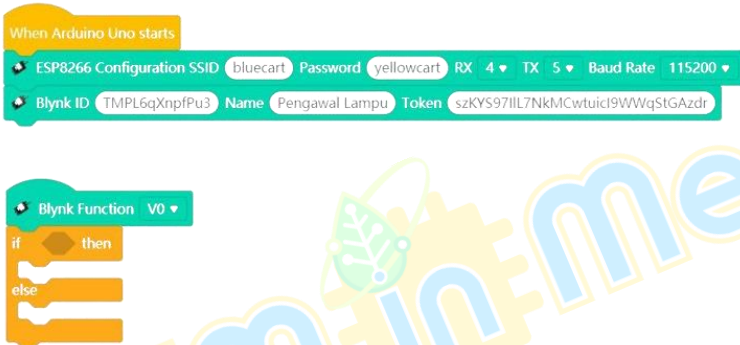 When Arduino Uno starts
ESP8266 Configuration SSID bluecart Password yellowcart RX 4 TX 5 Baud Rate 115200
Blynk ID TMPL6qXnpfPu3 Name Pengawal Lampu Token szKYS97IlL7NkMCwtuicI9WWqStGAzdr
Blynk Function V0
if then
else